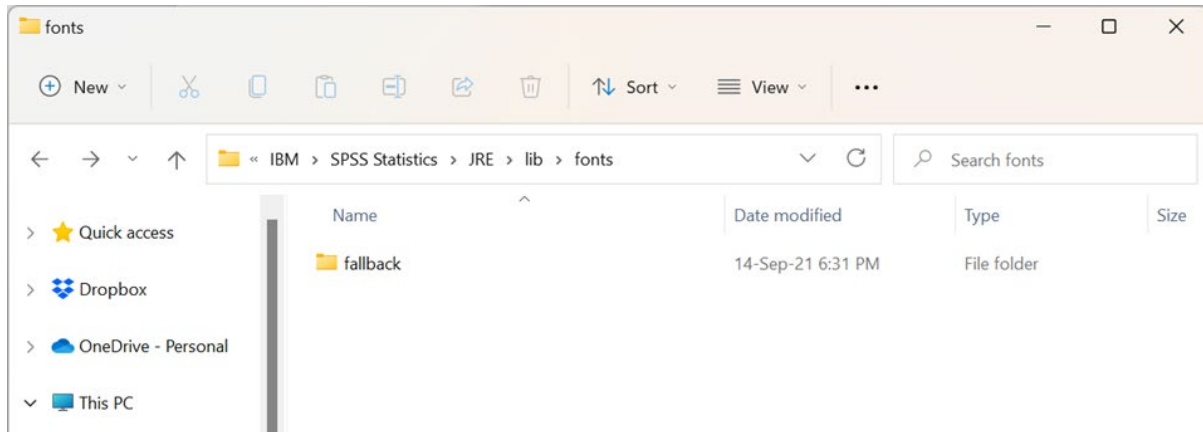 fonts
New Sort View ...
« IBM > SPSS Statistics > JRE > lib > fonts Search fonts
Name Date modified Type Size
Quick access
fallback 14-Sep-21 6:31 PM File folder
Dropbox
OneDrive - Personal
This PC